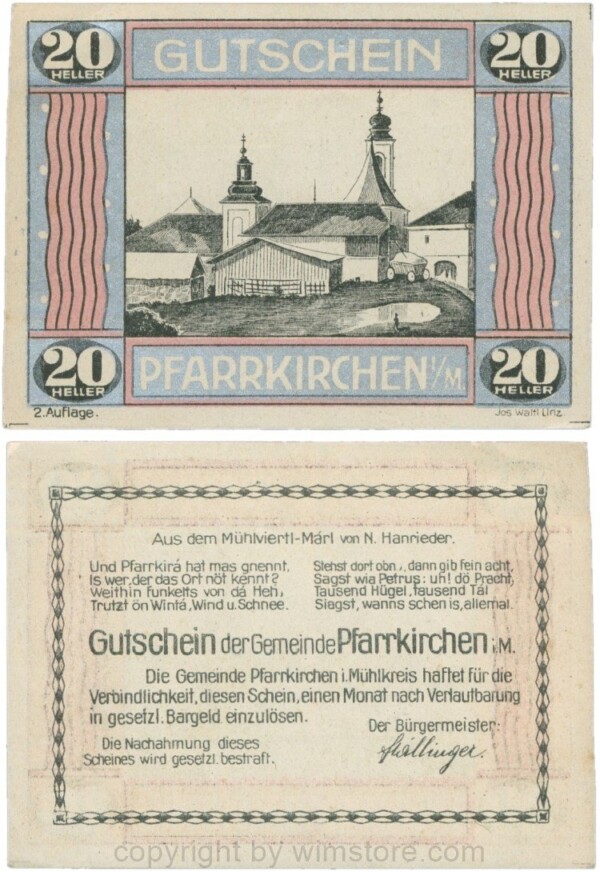 20 HELLER
GUTSCHEIN
20 HELLER
20 HELLER
PFARRKIRCHEN i/M.
20 HELLER
2. Auflage.
Jos. Waltl Linz
Aus dem Mühlviertl-Márl von N. Hanrieder.
Und Pfarrkirá hat mas gnennt,
Is wer, der das Ort nöt kennt?
Weithin funkelts von dá Heh,
Trutzt ön Wintá, Wind u. Schnee.
Stehst dort obn, dann gib fein acht,
Sagst wia Petrus: uh! dö Pracht,
Tausend Hügel, tausend Tal
Siagst, wanns schen is, allemal.
Gutschein der Gemeinde Pfarrkirchen i. M.
Die Gemeinde Pfarrkirchen i. Mühlkreis haftet für die
Verbindlichkeit, diesen Schein, einen Monat nach Verlautbarung
in gesetzl. Bargeld einzulösen.
Der Bürgermeister:
Die Nachahmung dieses
Scheines wird gesetzl. bestraft.
copyright by wimstore.com